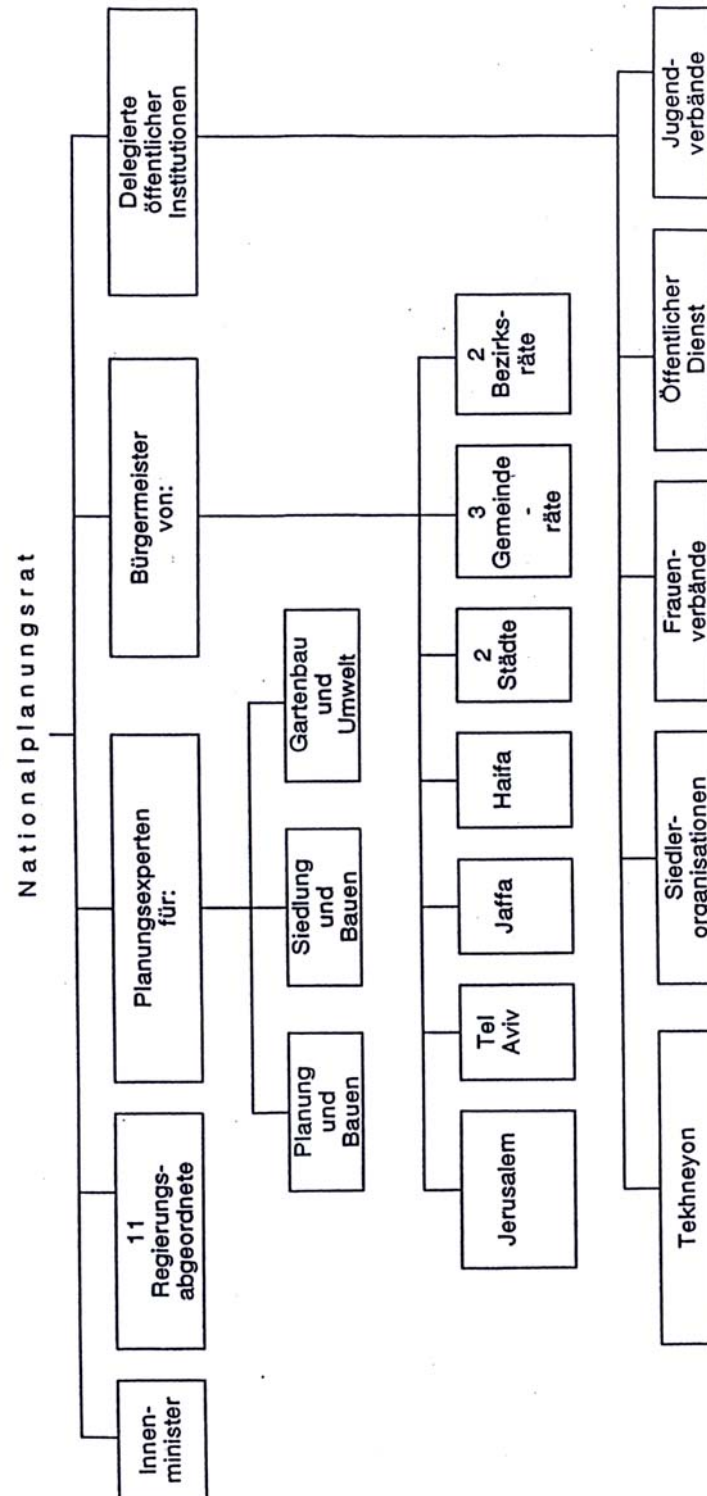 Nationalplanungsrat
Innen-
minister
11
Regierungs-
abgeordnete
Planungsexperten
für:
Bürgermeister
von:
Delegierte
öffentlicher
Institutionen
Planung
und
Bauen
Siedlung
und
Bauen
Gartenbau
und
Umwelt
Jerusalem
Tel
Aviv
Jaffa
Haifa
2
Städte
3
Gemeinde
-
räte
2
Bezirks-
räte
Tekhneyon
Siedler-
organisationen
Frauen-
verbände
Öffentlicher
Dienst
Jugend-
verbände